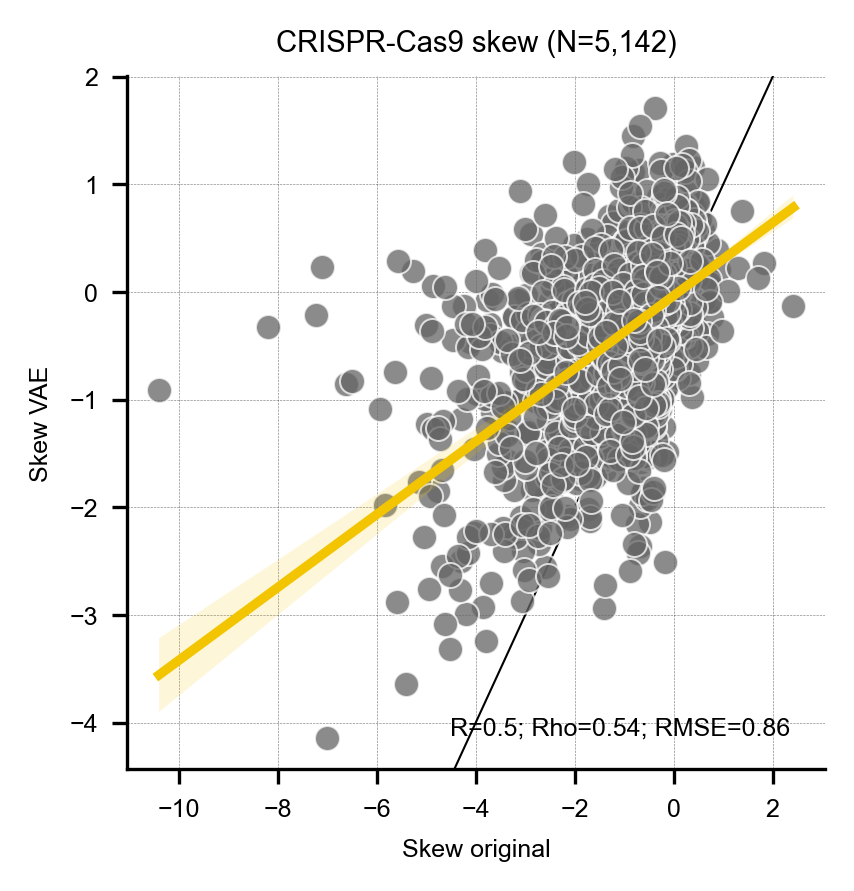 CRISPR-Cas9 skew (N=5,142)
2
1
0
−1
−2
−3
−4
Skew VAE
R=0.5; Rho=0.54; RMSE=0.86
−10 −8 −6 −4 −2 0 2
Skew original